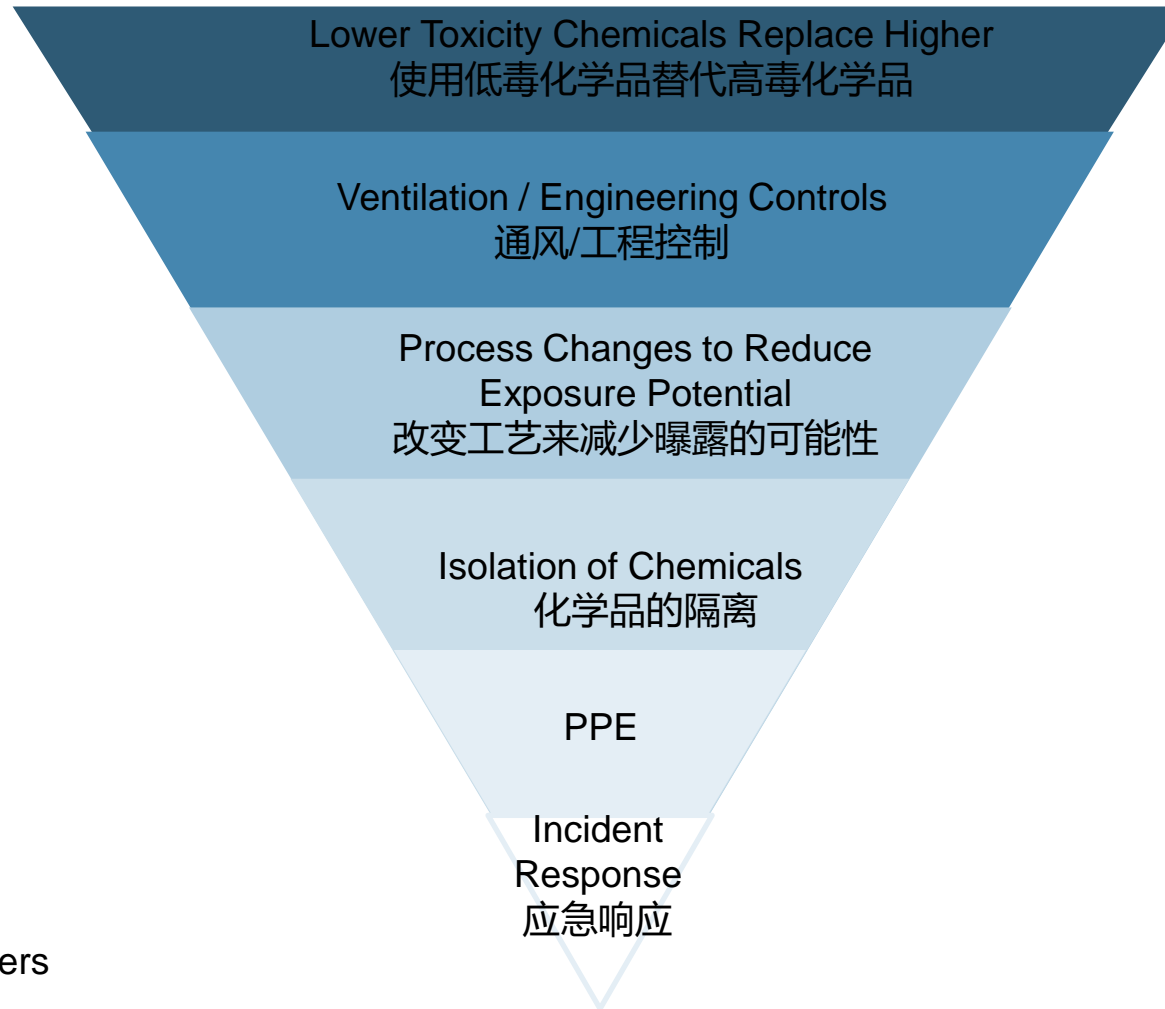 Lower Toxicity Chemicals Replace Higher
使用低毒化学品替代高毒化学品
Ventilation / Engineering Controls
通风/工程控制
Process Changes to Reduce
Exposure Potential
改变工艺来减少曝露的可能性
Isolation of Chemicals
化学品的隔离
PPE
Incident
Response
应急响应
ers